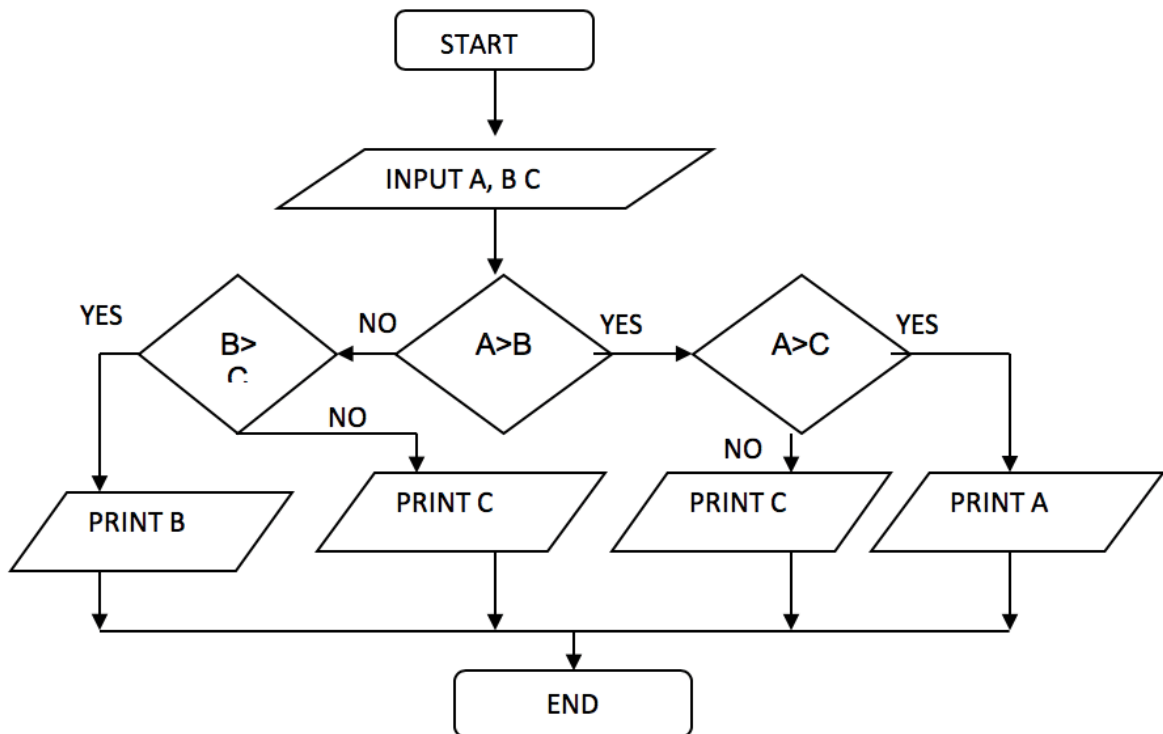 START
INPUT A, B C
YES
NO
YES
YES
B>
C
A>B
A>C
NO
NO
PRINT B
PRINT C
PRINT C
PRINT A
END